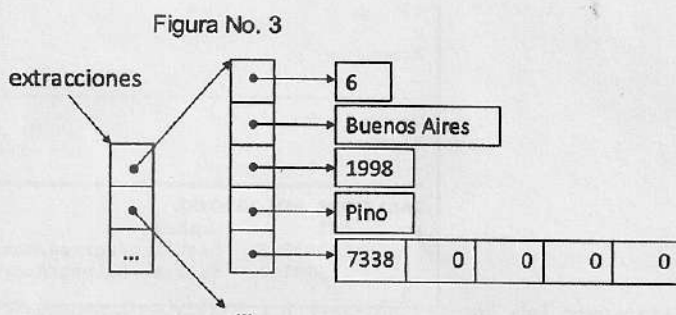 Figura No. 3
extracciones
6
Buenos Aires
1998
Pino
7338 0 0 0 0
...
...